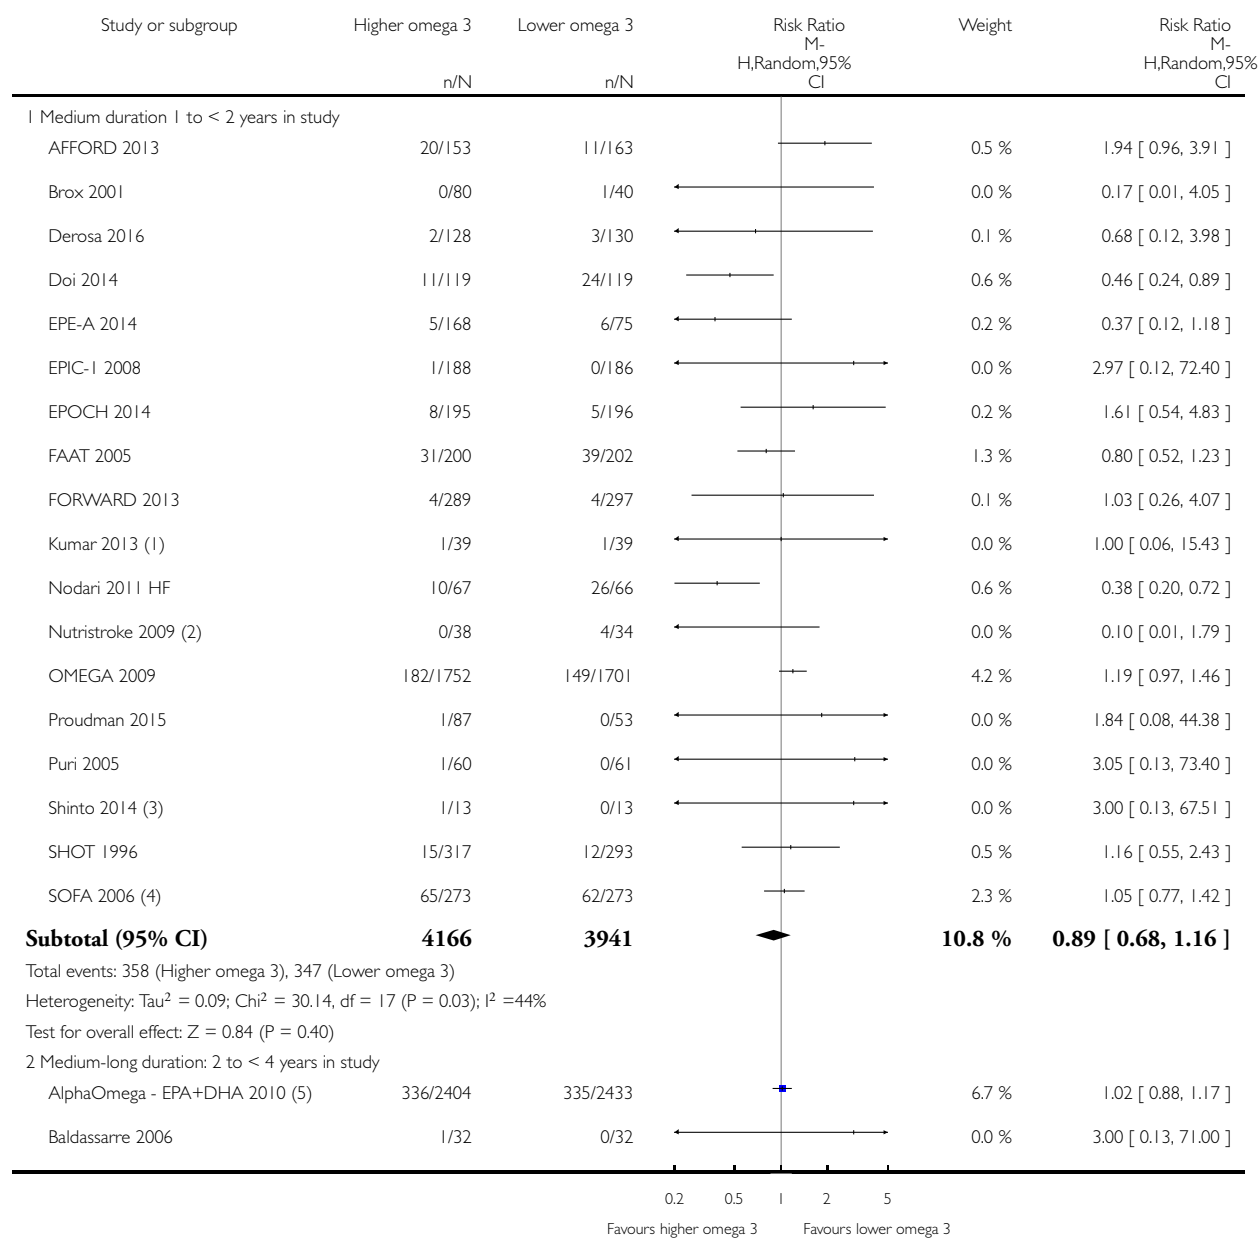 Study or subgroup Higher omega 3 Lower omega 3 Risk Ratio Weight Risk Ratio
M- M-
H,Random,95% H,Random,95%
n/N n/N CI CI
1 Medium duration 1 to < 2 years in study
AFFORD 2013 20/153 11/163 0.5 % 1.94 [ 0.96, 3.91 ]
Brox 2001 0/80 1/40 0.0 % 0.17 [ 0.01, 4.05 ]
Derosa 2016 2/128 3/130 0.1 % 0.68 [ 0.12, 3.98 ]
Doi 2014 11/119 24/119 0.6 % 0.46 [ 0.24, 0.89 ]
EPE-A 2014 5/168 6/75 0.2 % 0.37 [ 0.12, 1.18 ]
EPIC-1 2008 1/188 0/186 0.0 % 2.97 [ 0.12, 72.40 ]
EPOCH 2014 8/195 5/196 0.2 % 1.61 [ 0.54, 4.83 ]
FAAT 2005 31/200 39/202 1.3 % 0.80 [ 0.52, 1.23 ]
FORWARD 2013 4/289 4/297 0.1 % 1.03 [ 0.26, 4.07 ]
Kumar 2013 (1) 1/39 1/39 0.0 % 1.00 [ 0.06, 15.43 ]
Nodari 2011 HF 10/67 26/66 0.6 % 0.38 [ 0.20, 0.72 ]
Nutristroke 2009 (2) 0/38 4/34 0.0 % 0.10 [ 0.01, 1.79 ]
OMEGA 2009 182/1752 149/1701 4.2 % 1.19 [ 0.97, 1.46 ]
Proudman 2015 1/87 0/53 0.0 % 1.84 [ 0.08, 44.38 ]
Puri 2005 1/60 0/61 0.0 % 3.05 [ 0.13, 73.40 ]
Shinto 2014 (3) 1/13 0/13 0.0 % 3.00 [ 0.13, 67.51 ]
SHOT 1996 15/317 12/293 0.5 % 1.16 [ 0.55, 2.43 ]
SOFA 2006 (4) 65/273 62/273 2.3 % 1.05 [ 0.77, 1.42 ]
Subtotal (95% CI) 4166 3941 10.8 % 0.89 [ 0.68, 1.16 ]
Total events: 358 (Higher omega 3), 347 (Lower omega 3)
Heterogeneity: Tau² = 0.09; Chi² = 30.14, df = 17 (P = 0.03); I² =44%
Test for overall effect: Z = 0.84 (P = 0.40)
2 Medium-long duration: 2 to < 4 years in study
AlphaOmega - EPA+DHA 2010 (5) 336/2404 335/2433 6.7 % 1.02 [ 0.88, 1.17 ]
Baldassarre 2006 1/32 0/32 0.0 % 3.00 [ 0.13, 71.00 ]
0.2 0.5 1 2 5
Favours higher omega 3 Favours lower omega 3